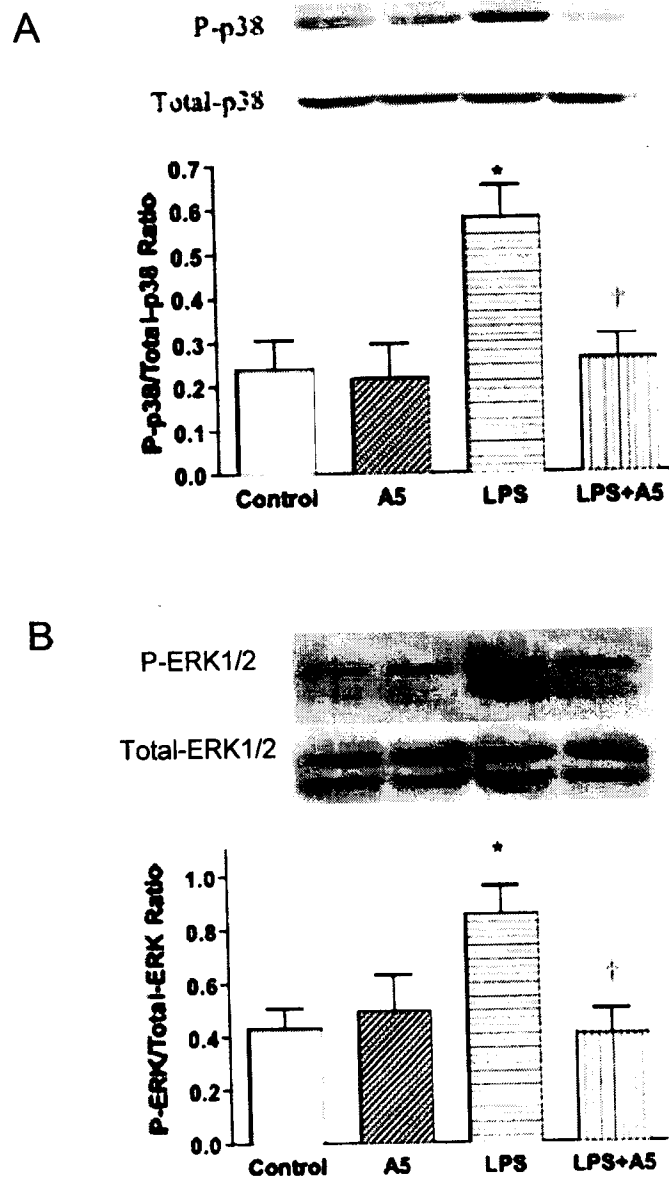 A
P-p38
Total-p38
P-p38/Total-p38 Ratio
0.7
0.6
0.5
0.4
0.3
0.2
0.1
0.0
*
†
Control A5 LPS LPS+A5
B
P-ERK1/2
Total-ERK1/2
P-ERK/Total-ERK Ratio
1.0
0.8
0.6
0.4
0.2
0.0
*
†
Control A5 LPS LPS+A5